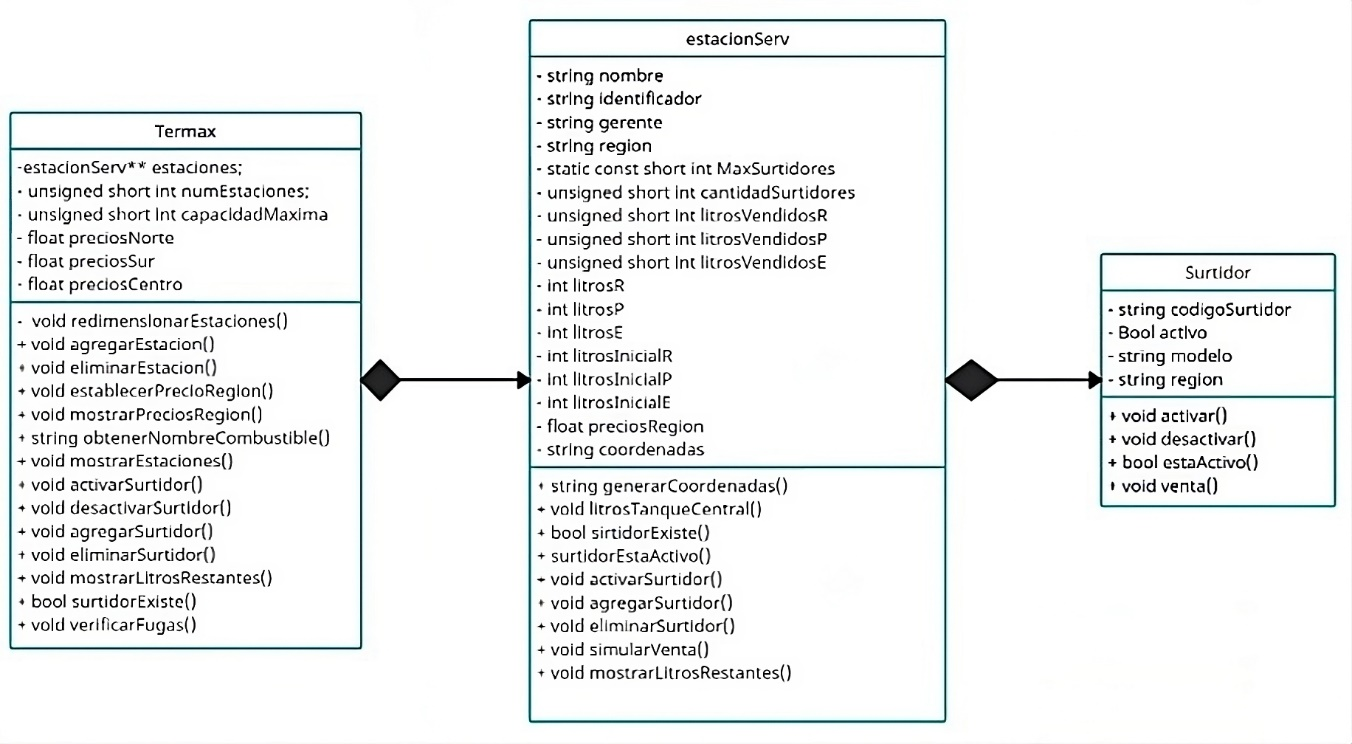 Termax
-estacionServ** estaciones;
- unsigned short int numEstaciones;
- unsigned short int capacidadMaxima
- float preciosNorte
- float preciosSur
- float preciosCentro
- void redimensionarEstaciones()
+ void agregarEstacion()
+ void eliminarEstacion()
+ void establecerPrecioRegion()
+ void mostrarPreciosRegion()
+ string obtenerNombreCombustible()
+ void mostrarEstaciones()
+ void activarSurtidor()
+ void desactivarSurtidor()
+ void agregarSurtidor()
+ void eliminarSurtidor()
+ void mostrarLitrosRestantes()
+ bool surtidorExiste()
+ void verificarFugas()
estacionServ
- string nombre
- string identificador
- string gerente
- string region
- static const short int MaxSurtidores
- unsigned short int cantidadSurtidores
- unsigned short int litrosVendidosR
- unsigned short int litrosVendidosP
- unsigned short int litrosVendidosE
- int litrosR
- int litrosP
- int litrosE
- int litrosInicialR
- int litrosInicialP
- int litrosInicialE
- float preciosRegion
- string coordenadas
+ string generarCoordenadas()
+ void litrosTanqueCentral()
+ bool sirtidorExiste()
+ surtidorEstaActivo()
+ void activarSurtidor()
+ void agregarSurtidor()
+ void eliminarSurtidor()
+ void simularVenta()
+ void mostrarLitrosRestantes()
Surtidor
- string codigoSurtidor
- Bool activo
- string modelo
- string region
+ void activar()
+ void desactivar()
+ bool estaActivo()
+ void venta()